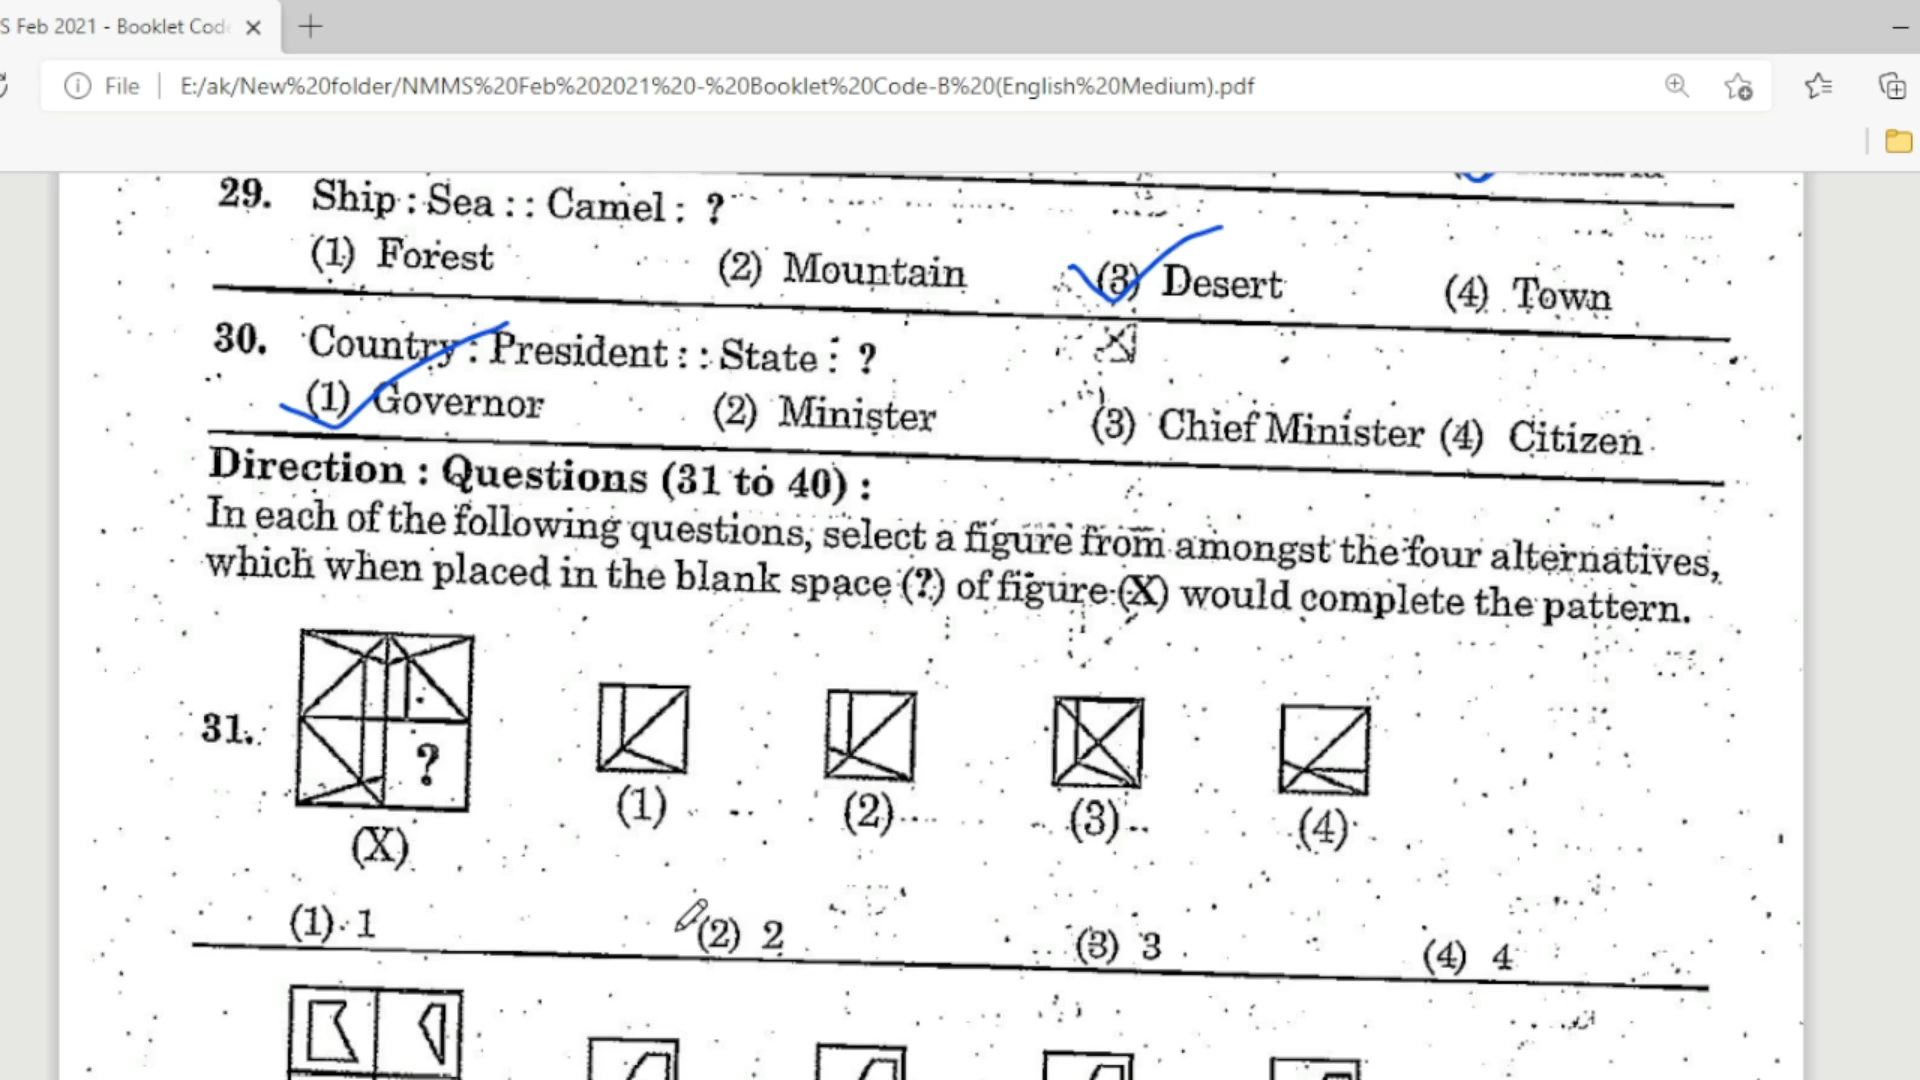 S Feb 2021 - Booklet Cod
File E:/ak/New%20folder/NMMS%20Feb%202021%20-%20Booklet%20Code-B%20(English%20Medium).pdf
29. Ship : Sea : : Camel : ?
(1) Forest (2) Mountain (3) Desert (4) Town
30. Country : President : : State : ?
(1) Governor (2) Minister (3) Chief Minister (4) Citizen
Direction : Questions (31 to 40) :
In each of the following questions, select a figure from amongst the four alternatives,
which when placed in the blank space (?) of figure (X) would complete the pattern.
31. ?
(X) (1) (2) (3) (4)
(1) 1 (2) 2 (3) 3 (4) 4